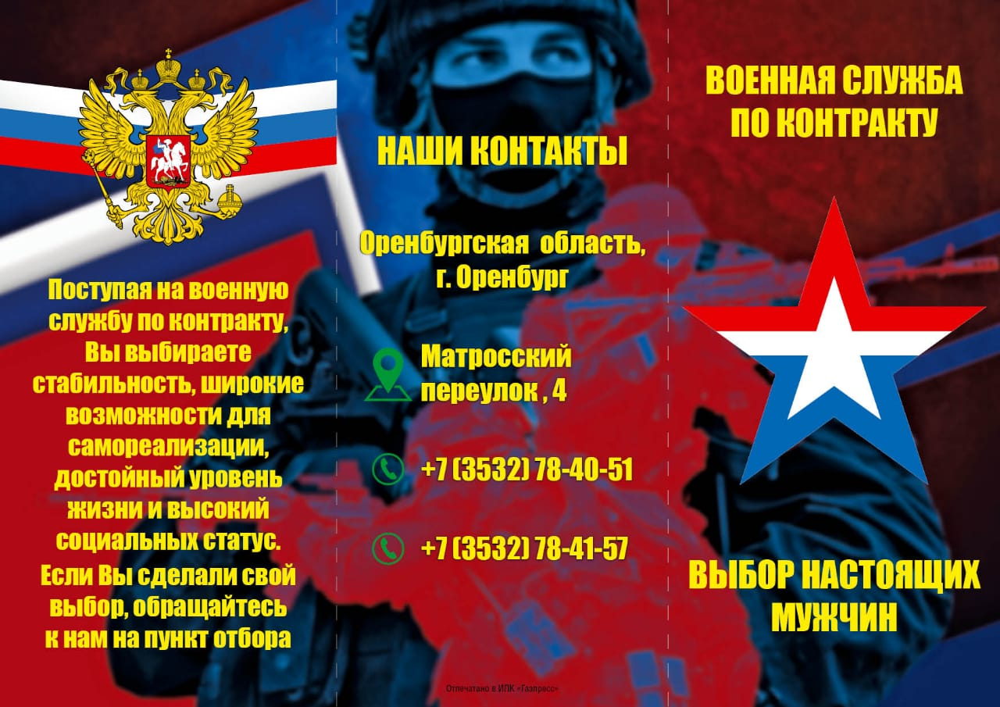 Поступая на военную
службу по контракту,
Вы выбираете
стабильность, широкие
возможности для
самореализации,
достойный уровень
жизни и высокий
социальных статус.
Если Вы сделали свой
выбор, обращайтесь
к нам на пункт отбора
НАШИ КОНТАКТЫ
Оренбургская область,
г. Оренбург
Матросский
переулок , 4
+7 (3532) 78-40-51
+7 (3532) 78-41-57
Отпечатано в ИПК «Газпресс»
ВОЕННАЯ СЛУЖБА
ПО КОНТРАКТУ
ВЫБОР НАСТОЯЩИХ
МУЖЧИН